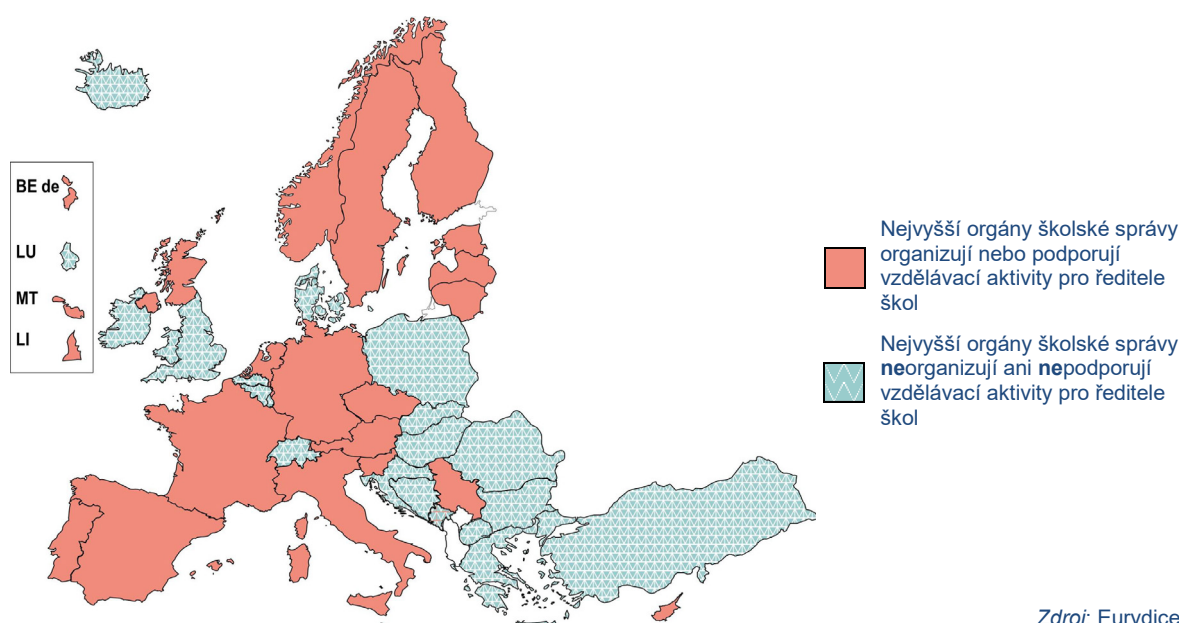 BE de
LU
MT
LI
Nejvyšší orgány školské správy
organizují nebo podporují
vzdělávací aktivity pro ředitele
škol
Nejvyšší orgány školské správy
neorganizují ani nepodporují
vzdělávací aktivity pro ředitele
škol
Zdroj: Eurydice